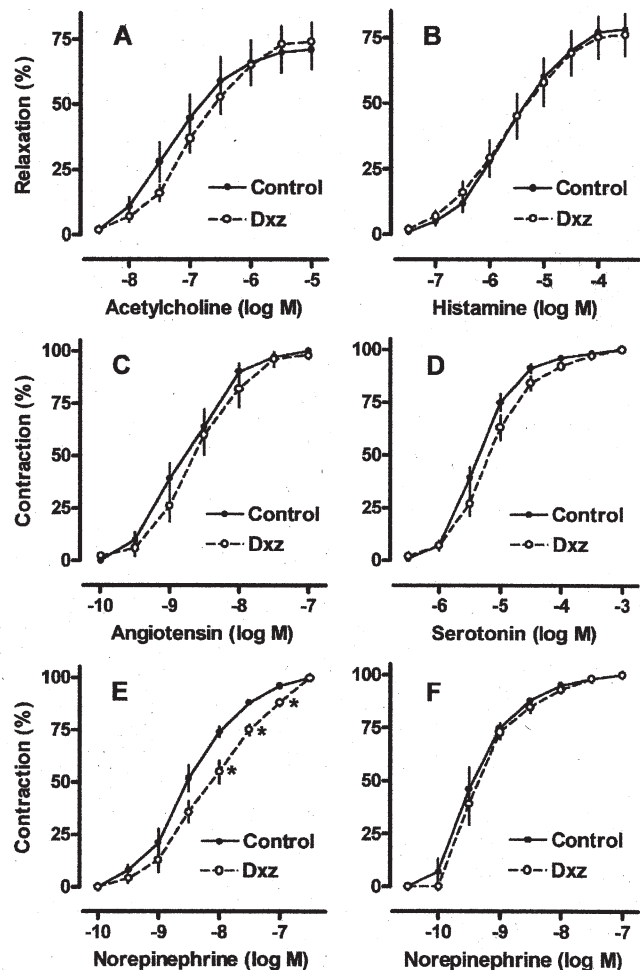 A
B
Relaxation (%)
75
50
25
0
Control
Dxz
-8 -7 -6 -5
Acetylcholine (log M)
75
50
25
0
Control
Dxz
-7 -6 -5 -4
Histamine (log M)
C
D
Contraction (%)
100
75
50
25
0
Control
Dxz
-10 -9 -8 -7
Angiotensin (log M)
100
75
50
25
0
Control
Dxz
-6 -5 -4 -3
Serotonin (log M)
E
F
Contraction (%)
100
75
50
25
0
*
*
*
Control
Dxz
-10 -9 -8 -7
Norepinephrine (log M)
100
75
50
25
0
Control
Dxz
-10 -9 -8 -7
Norepinephrine (log M)